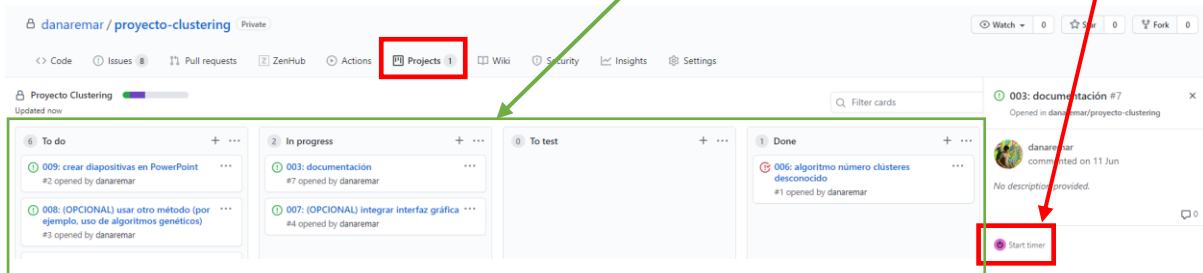 danaremar / proyecto-clustering Private
Watch 0 Star 0 Fork 0
Code Issues 8 Pull requests ZenHub Actions Projects 1 Wiki Security Insights Settings
Proyecto Clustering
Updated now
Filter cards
6 To do
009: crear diapositivas en PowerPoint
#2 opened by danaremar
008: (OPCIONAL) usar otro método (por
ejemplo, uso de algoritmos genéticos)
#3 opened by danaremar
2 In progress
003: documentación
#7 opened by danaremar
007: (OPCIONAL) integrar interfaz gráfica
#4 opened by danaremar
0 To test
1 Done
006: algoritmo número clústeres
desconocido
#1 opened by danaremar
003: documentación #7
Opened in danaremar/proyecto-clustering
danaremar
commented on 11 Jun
No description provided.
0
Start timer